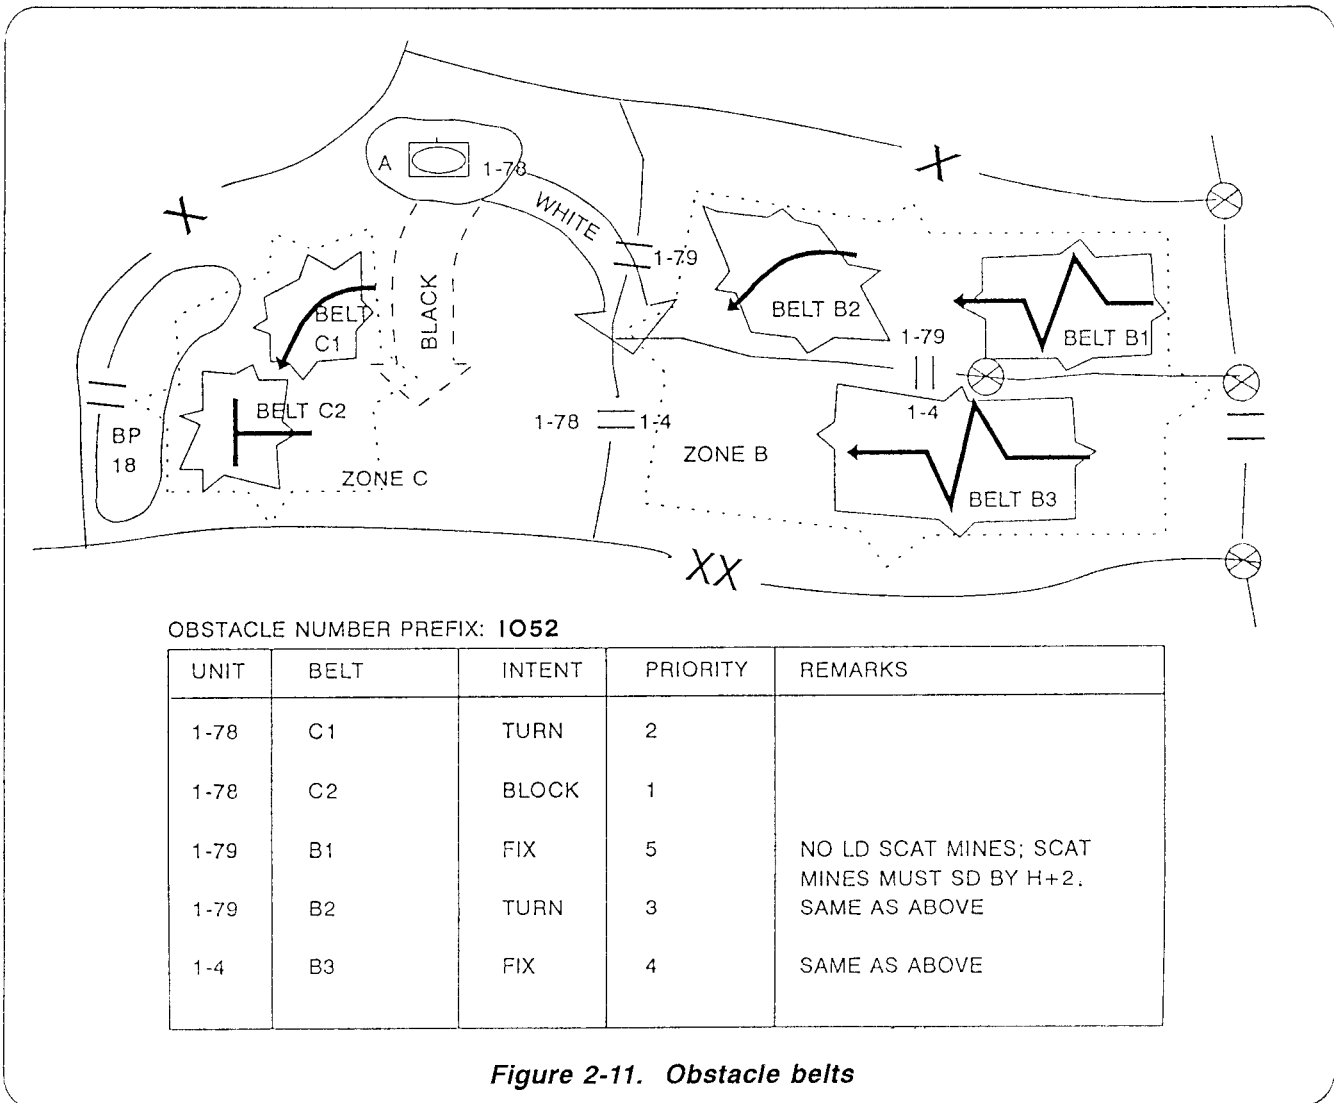 A
1-78
X
X
WHITE
1-79
BLACK
BELT
C1
BELT B2
BELT B1
1-79
1-4
BELT C2
1-78
1-4
BP
18
ZONE C
ZONE B
BELT B3
XX
OBSTACLE NUMBER PREFIX: IO52
UNIT BELT INTENT PRIORITY REMARKS
1-78 C1 TURN 2
1-78 C2 BLOCK 1
1-79 B1 FIX 5 NO LD SCAT MINES; SCAT
MINES MUST SD BY H+2.
1-79 B2 TURN 3 SAME AS ABOVE
1-4 B3 FIX 4 SAME AS ABOVE
Figure 2-11. Obstacle belts